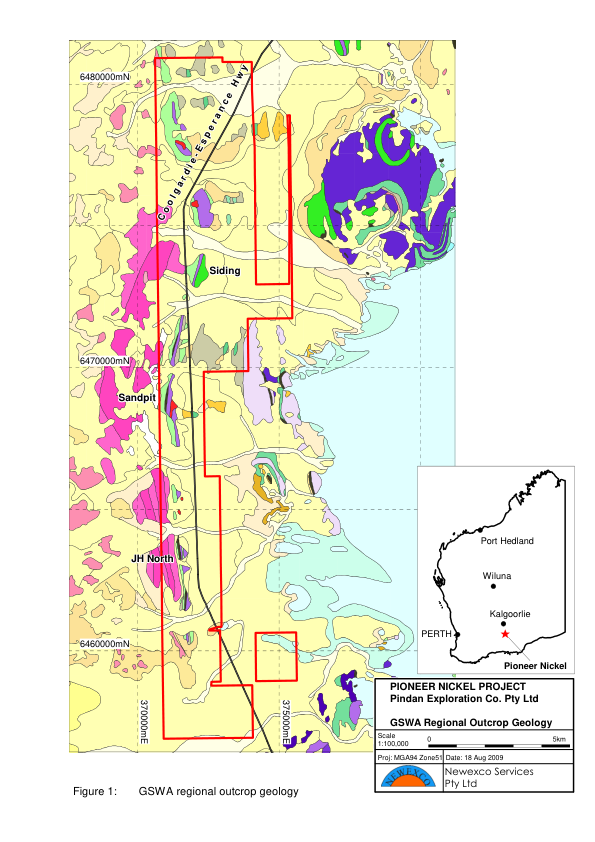 6480000mN
Coolgardie-Esperance Hwy
Siding
6470000mN
Sandpit
JH North
6460000mN
370000mE
375000mE
Port Hedland
Wiluna
Kalgoorlie
PERTH
Pioneer Nickel
PIONEER NICKEL PROJECT
Pindan Exploration Co. Pty Ltd
GSWA Regional Outcrop Geology
Scale
1:100,000
0 5km
Proj: MGA94 Zone51 Date: 18 Aug 2009
NEWEXCO
Newexco Services
Pty Ltd
Figure 1: GSWA regional outcrop geology